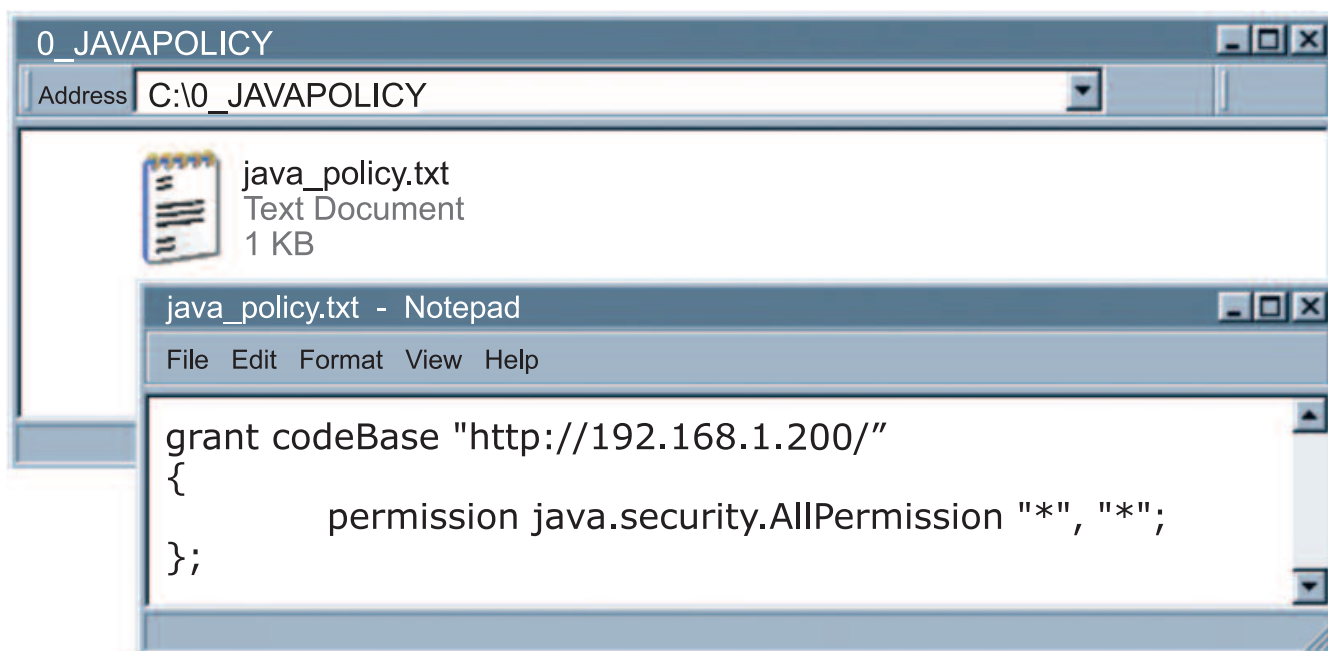 0_JAVAPOLICY
Address C:\0_JAVAPOLICY
java_policy.txt
Text Document
1 KB
java_policy.txt - Notepad
File Edit Format View Help
grant codeBase "http://192.168.1.200/”
{
permission java.security.AllPermission "*", "*";
};